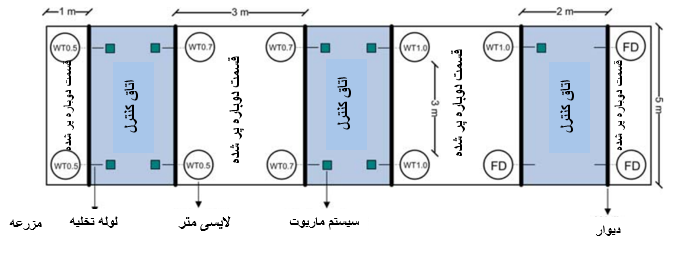 1 m
3 m
2 m
WT0.5
WT0.7
WT0.7
WT1.0
WT1.0
FD
قسمت دوباره پر شده
اتاق کنترل
قسمت دوباره پر شده
اتاق کنترل
قسمت دوباره پر شده
3 m
اتاق کنترل
قسمت دوباره پر شده
5 m
WT0.5
WT0.5
WT0.7
WT1.0
FD
FD
مزرعه
لوله تخلیه
لایسی متر
سیستم ماریوت
دیوار